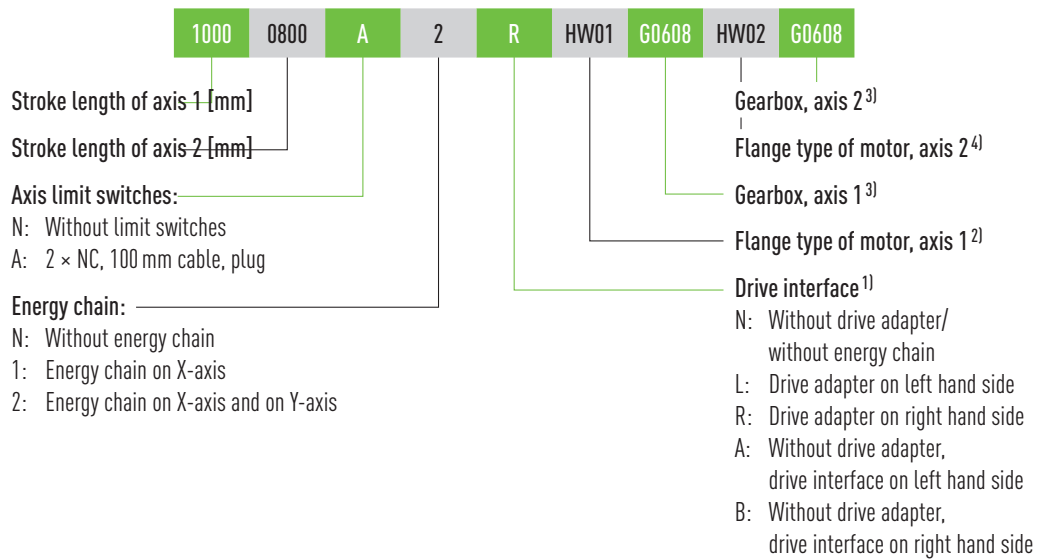 1000 0800 A 2 R HW01 G0608 HW02 G0608
Stroke length of axis 1 [mm]
Stroke length of axis 2 [mm]
Axis limit switches:
N: Without limit switches
A: 2 × NC, 100 mm cable, plug
Energy chain:
N: Without energy chain
1: Energy chain on X-axis
2: Energy chain on X-axis and on Y-axis
Gearbox, axis 2 3)
Flange type of motor, axis 2 4)
Gearbox, axis 1 3)
Flange type of motor, axis 1 2)
Drive interface 1)
N: Without drive adapter/
without energy chain
L: Drive adapter on left hand side
R: Drive adapter on right hand side
A: Without drive adapter,
drive interface on left hand side
B: Without drive adapter,
drive interface on right hand side